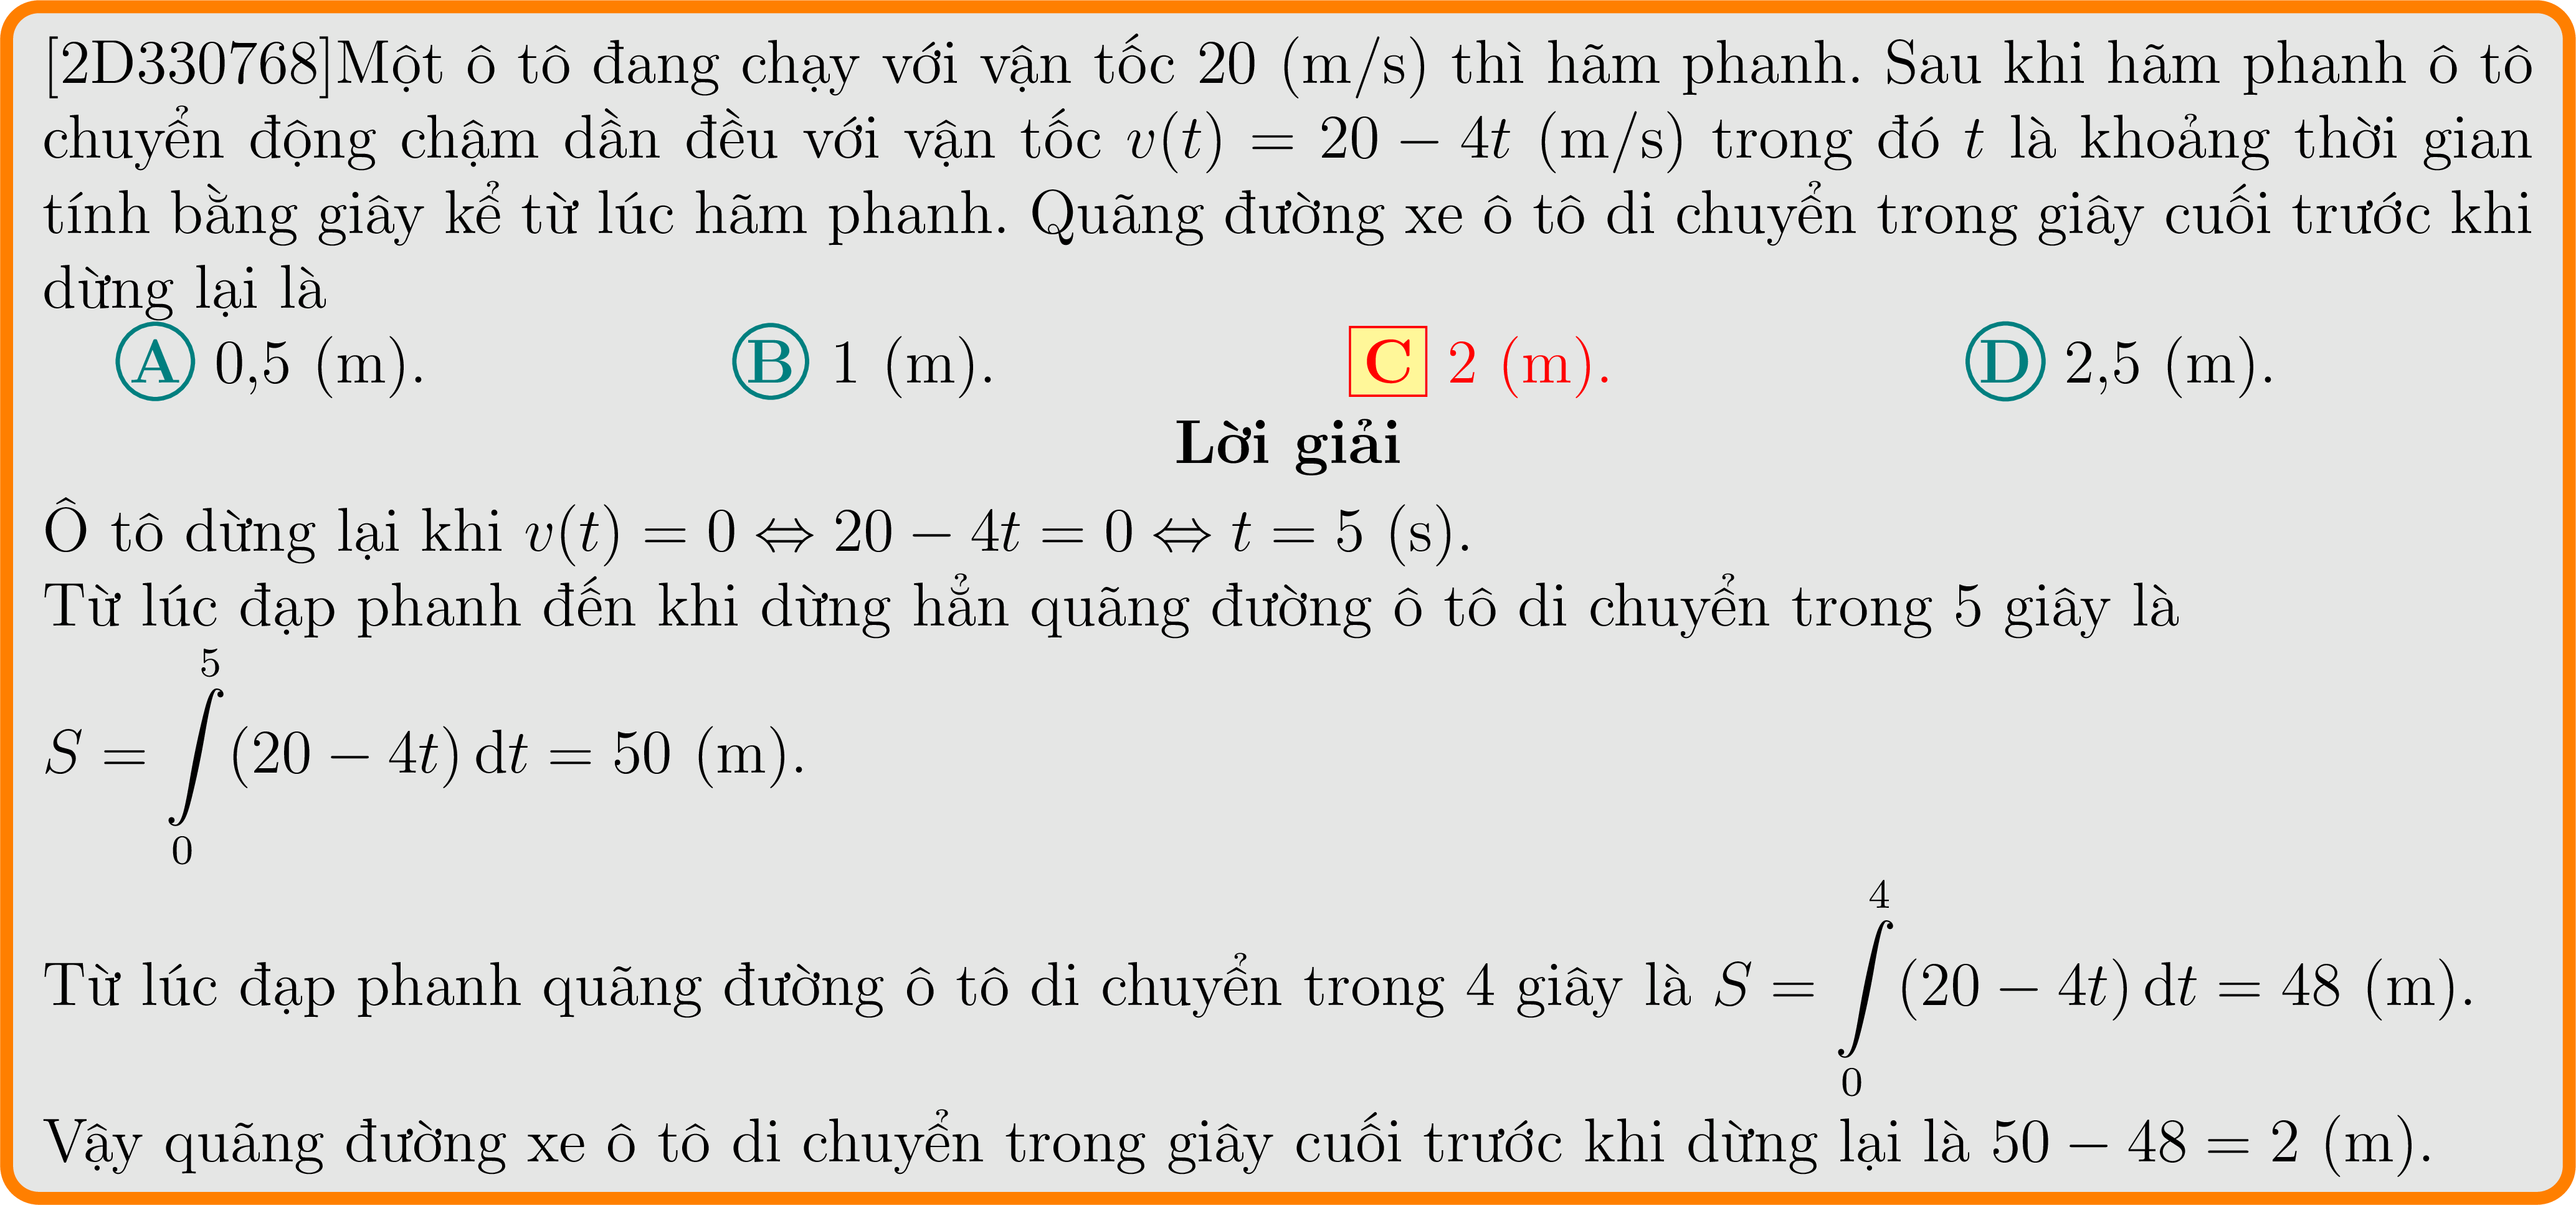 [2D330768]Một ô tô đang chạy với vận tốc 20 (m/s) thì hãm phanh. Sau khi hãm phanh ô tô
chuyển động chậm dần đều với vận tốc v(t) = 20 − 4t (m/s) trong đó t là khoảng thời gian
tính bằng giây kể từ lúc hãm phanh. Quãng đường xe ô tô di chuyển trong giây cuối trước khi
dừng lại là
A 0,5 (m). B 1 (m). C 2 (m). D 2,5 (m).
Lời giải
Ô tô dừng lại khi v(t) = 0 ⇔ 20 − 4t = 0 ⇔ t = 5 (s).
Từ lúc đạp phanh đến khi dừng hẳn quãng đường ô tô di chuyển trong 5 giây là
S = ∫₀⁵ (20 − 4t) dt = 50 (m).
Từ lúc đạp phanh quãng đường ô tô di chuyển trong 4 giây là S = ∫₀⁴ (20 − 4t) dt = 48 (m).
Vậy quãng đường xe ô tô di chuyển trong giây cuối trước khi dừng lại là 50 − 48 = 2 (m).